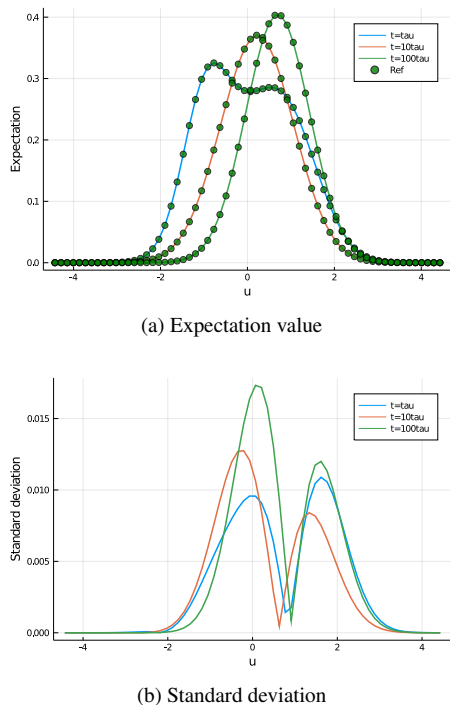 0.4
0.3
0.2
0.1
0.0
Expectation
t=tau
t=10tau
t=100tau
Ref
-4
-2
0
2
4
u
(a) Expectation value
0.015
0.010
0.005
0.000
Standard deviation
t=tau
t=10tau
t=100tau
-4
-2
0
2
4
u
(b) Standard deviation